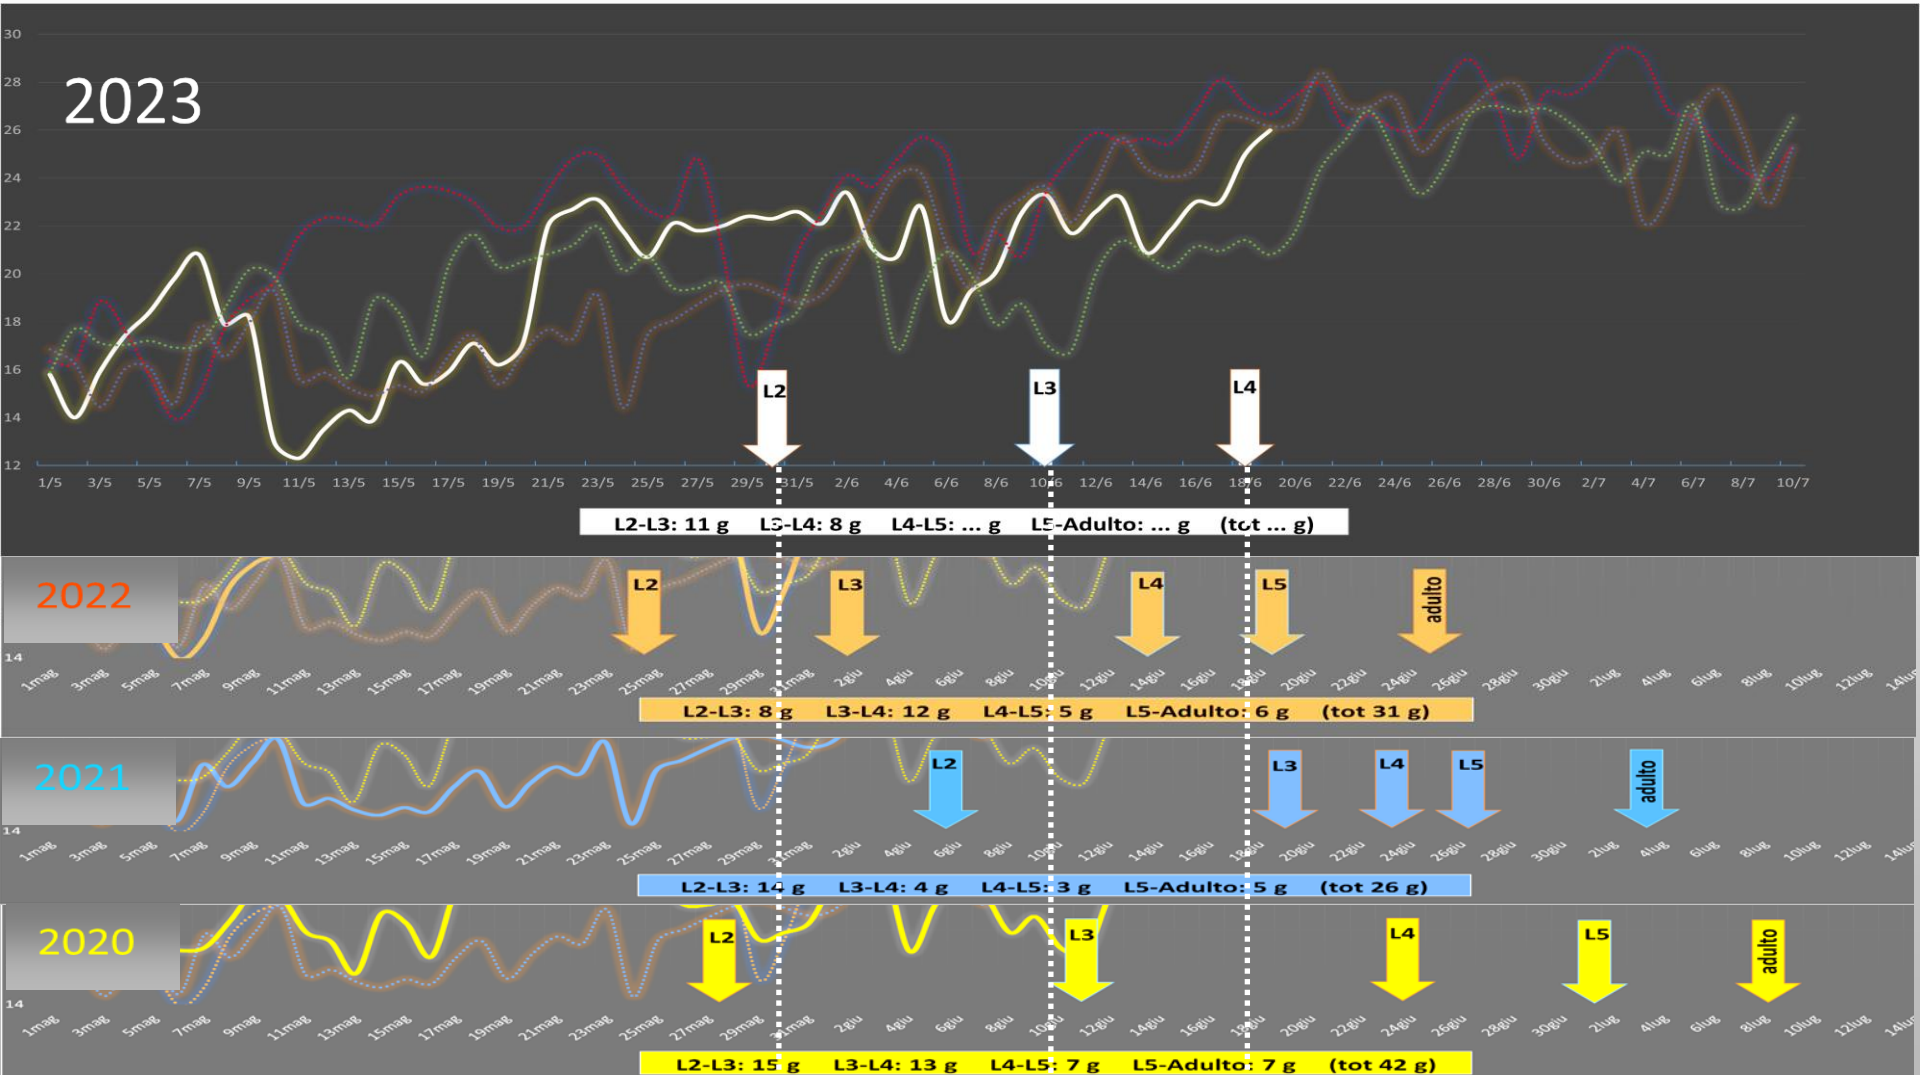 30
28
2023
26
24
22
20
18
16
14
12
L2 L3 L4
1/5 3/5 5/5 7/5 9/5 11/5 13/5 15/5 17/5 19/5 21/5 23/5 25/5 27/5 29/5 31/5 2/6 4/6 6/6 8/6 10/6 12/6 14/6 16/6 18/6 20/6 22/6 24/6 26/6 28/6 30/6 2/7 4/7 6/7 8/7 10/7
L2-L3: 11 g L3-L4: 8 g L4-L5: ... g L5-Adulto: ... g (tot ... g)
2022
L2 L3 L4 L5 adulto
14
1mag 3mag 5mag 7mag 9mag 11mag 13mag 15mag 17mag 19mag 21mag 23mag 25mag 27mag 29mag 31mag 2giu 4giu 6giu 8giu 10giu 12giu 14giu 16giu 18giu 20giu 22giu 24giu 26giu 28giu 30giu 2lug 4lug 6lug 8lug 10lug 12lug 14lug
L2-L3: 8 g L3-L4: 12 g L4-L5: 5 g L5-Adulto: 6 g (tot 31 g)
2021
L2 L3 L4 L5 adulto
14
1mag 3mag 5mag 7mag 9mag 11mag 13mag 15mag 17mag 19mag 21mag 23mag 25mag 27mag 29mag 31mag 2giu 4giu 6giu 8giu 10giu 12giu 14giu 16giu 18giu 20giu 22giu 24giu 26giu 28giu 30giu 2lug 4lug 6lug 8lug 10lug 12lug 14lug
L2-L3: 14 g L3-L4: 4 g L4-L5: 3 g L5-Adulto: 5 g (tot 26 g)
2020
L2 L3 L4 L5 adulto
14
1mag 3mag 5mag 7mag 9mag 11mag 13mag 15mag 17mag 19mag 21mag 23mag 25mag 27mag 29mag 31mag 2giu 4giu 6giu 8giu 10giu 12giu 14giu 16giu 18giu 20giu 22giu 24giu 26giu 28giu 30giu 2lug 4lug 6lug 8lug 10lug 12lug 14lug
L2-L3: 15 g L3-L4: 13 g L4-L5: 7 g L5-Adulto: 7 g (tot 42 g)